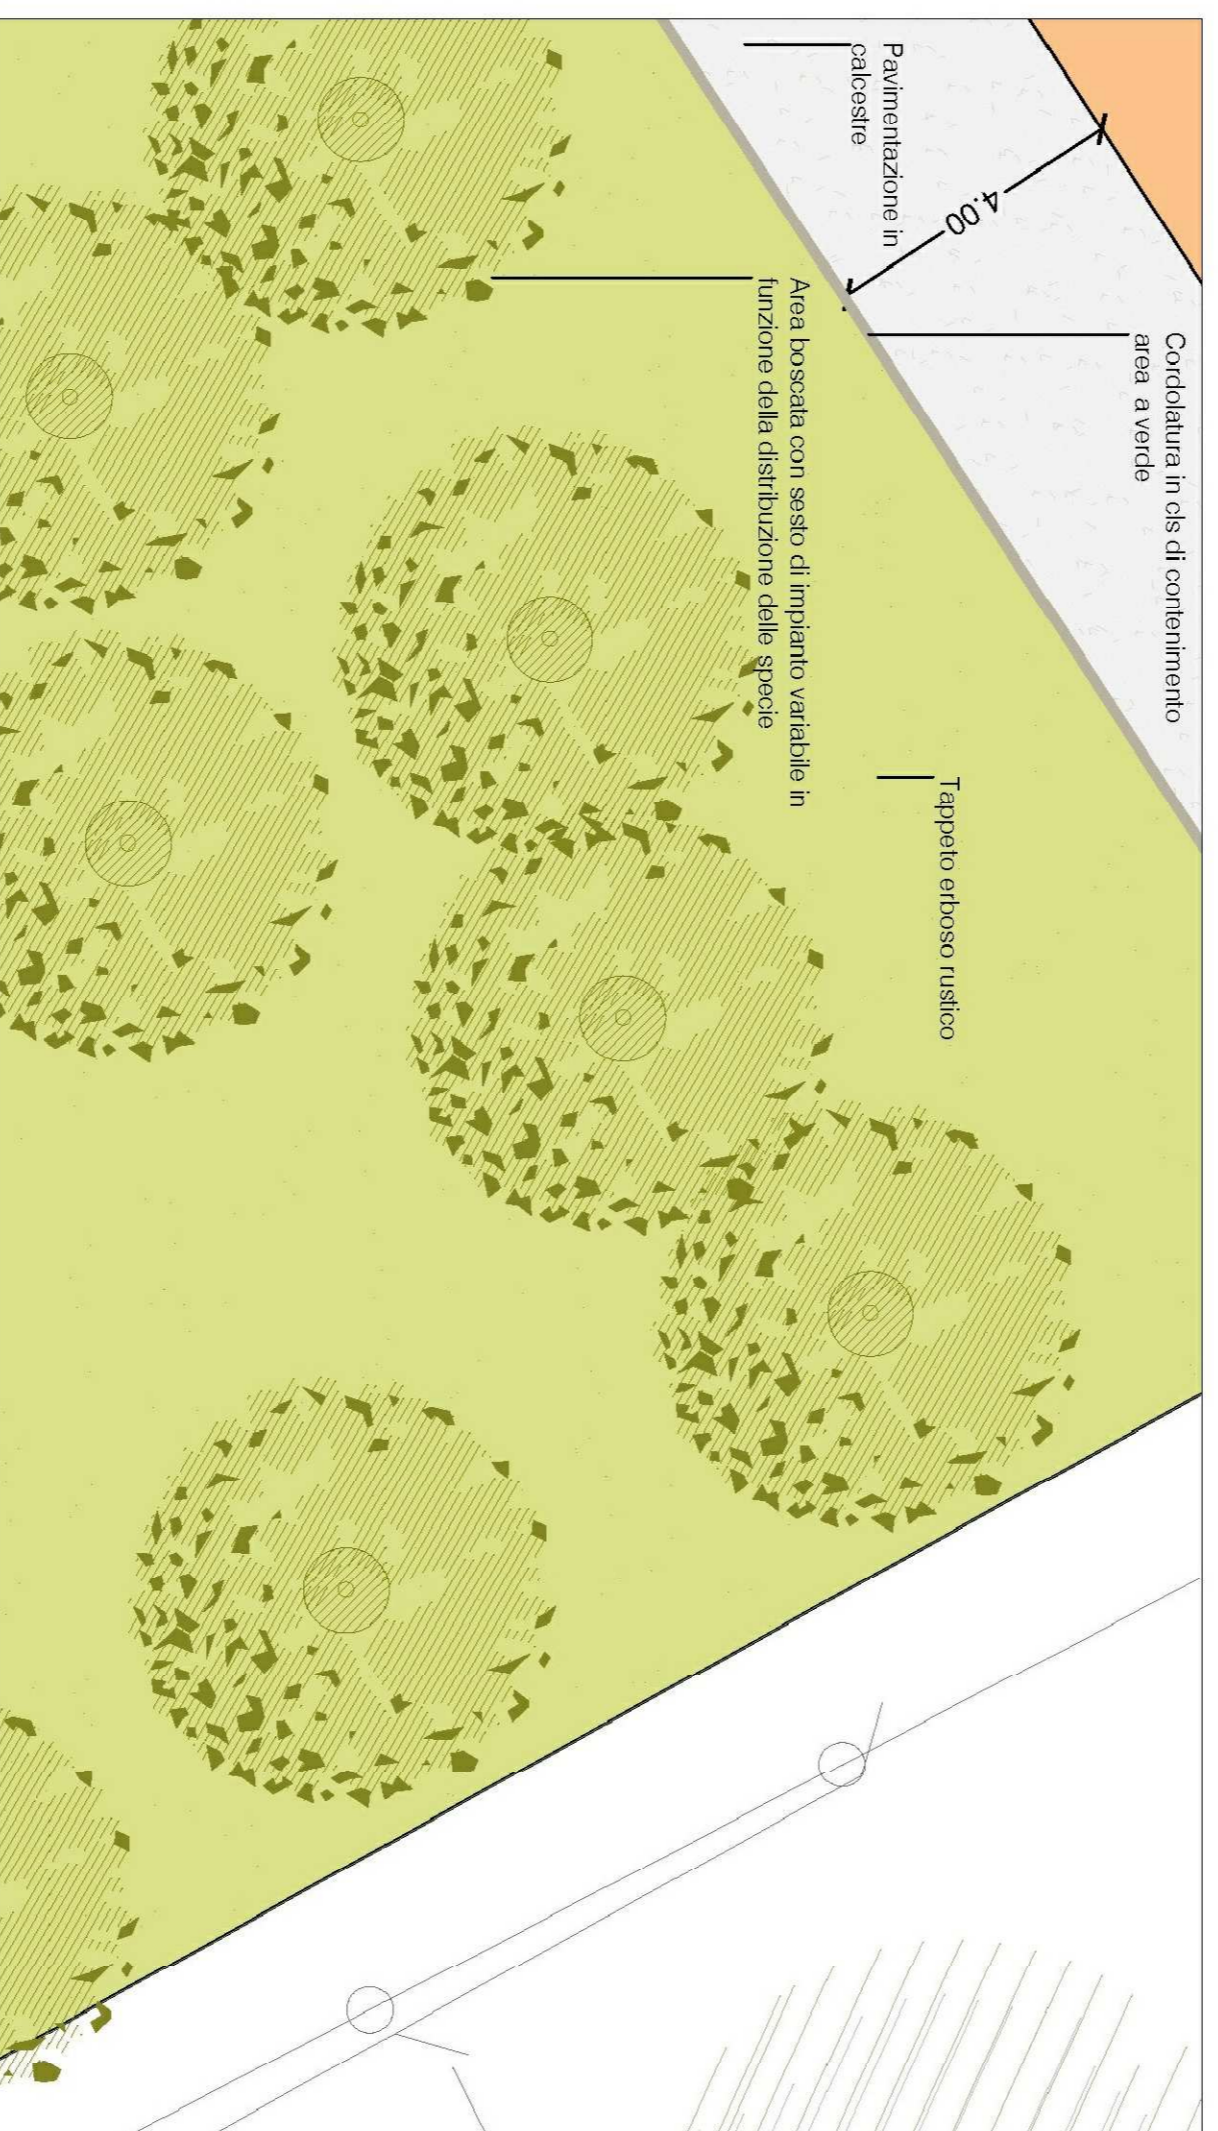 Pavimentazione in
calcestre
4.00
Cordolatura in cls di contenimento
area a verde
Area boscata con sesto di impianto variabile in
funzione della distribuzione delle specie
Tappeto erboso rustico